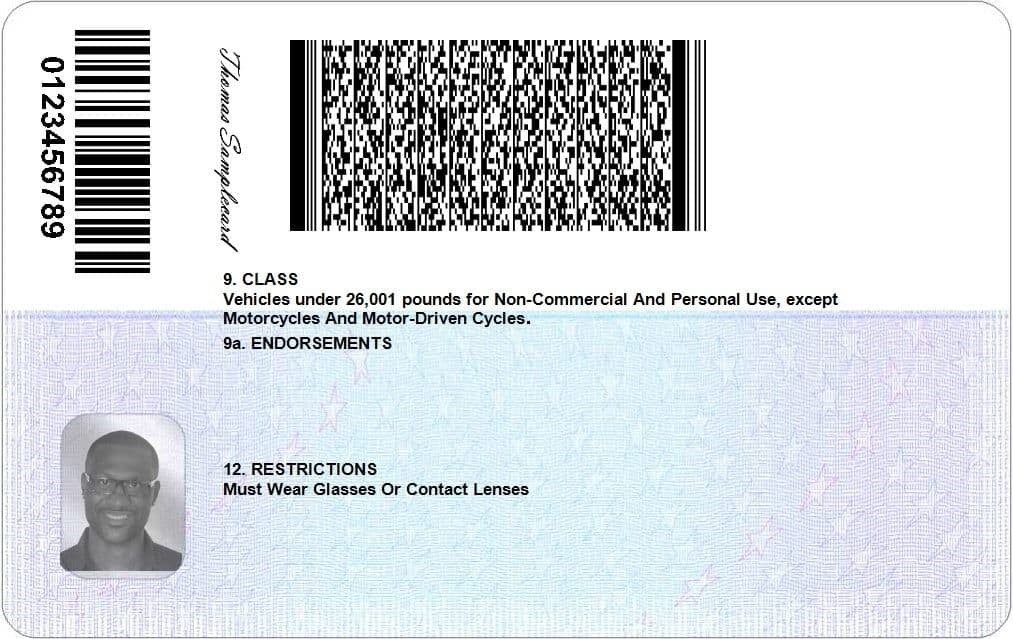 0123456789
Thomas Samplecard
9. CLASS
Vehicles under 26,001 pounds for Non-Commercial And Personal Use, except
Motorcycles And Motor-Driven Cycles.
9a. ENDORSEMENTS
12. RESTRICTIONS
Must Wear Glasses Or Contact Lenses